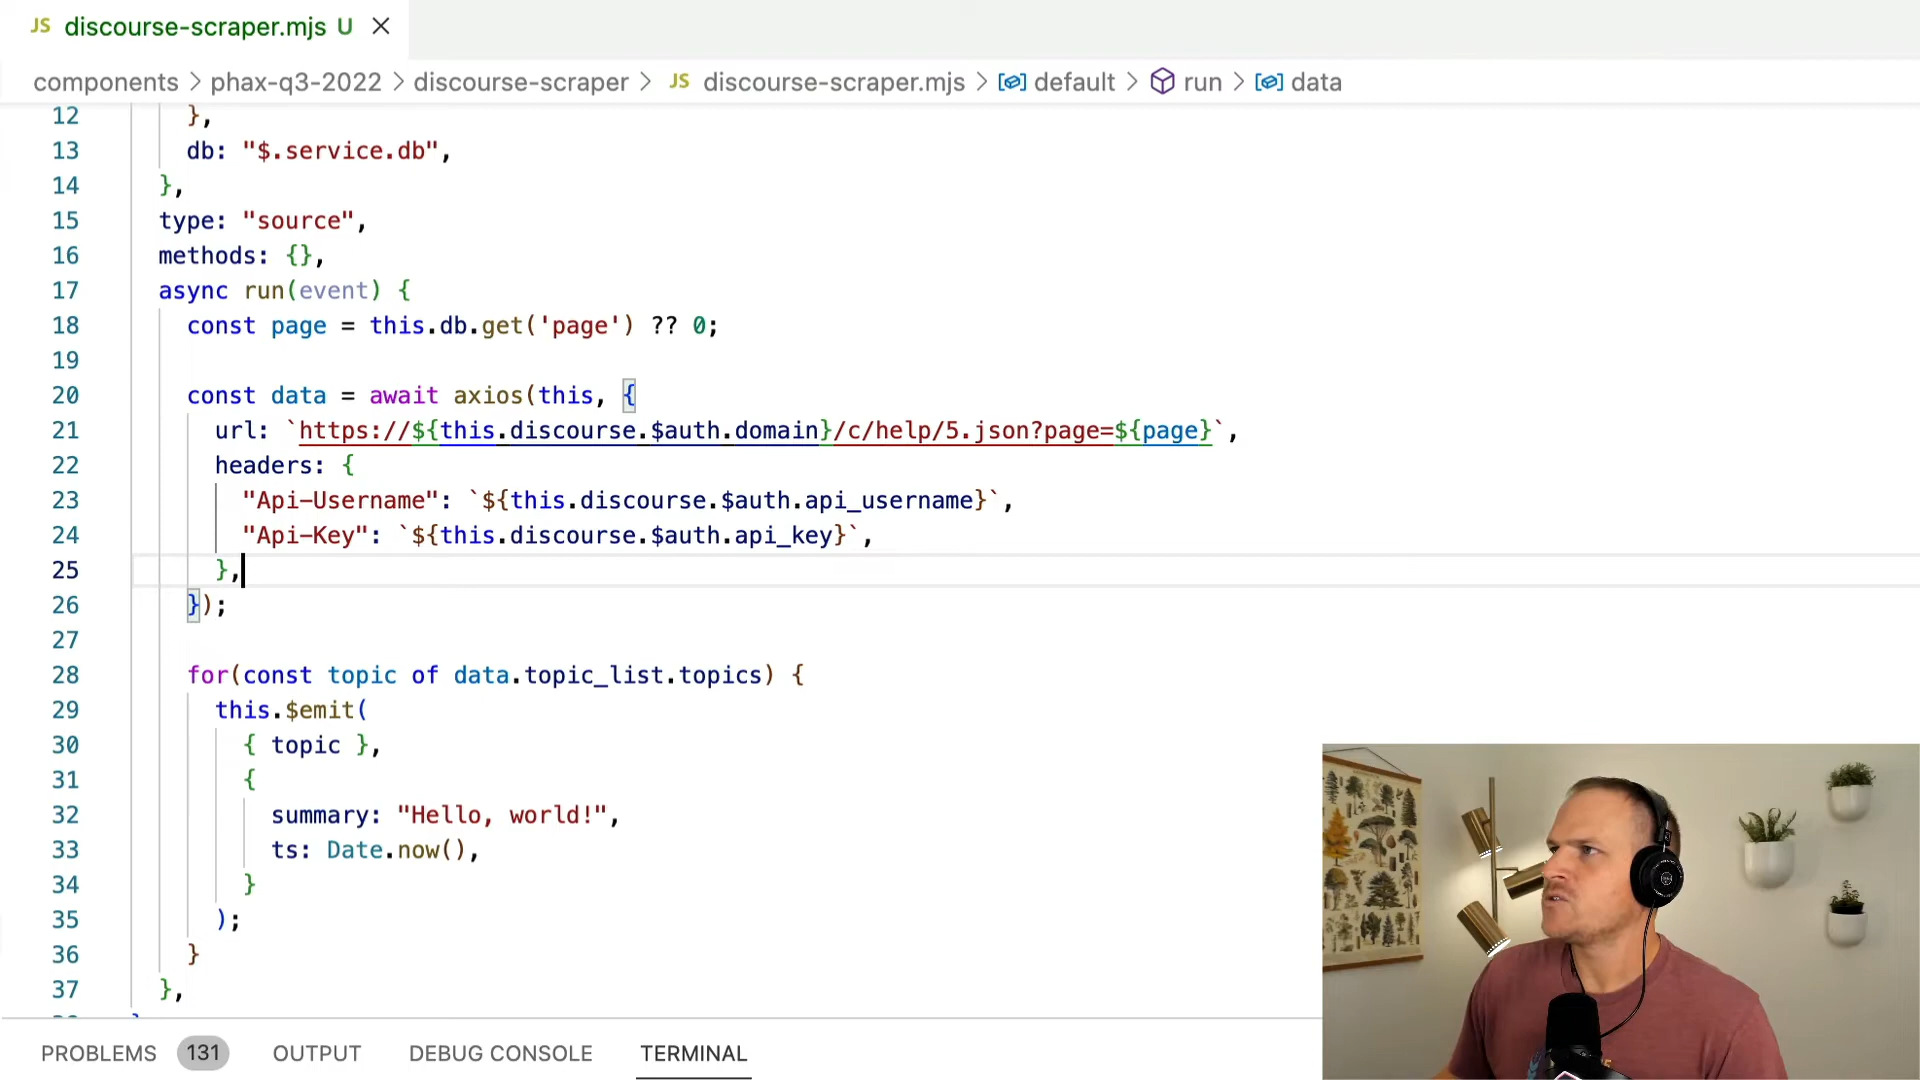 JS discourse-scraper.mjs U
components > phax-q3-2022 > discourse-scraper > JS discourse-scraper.mjs > default > run > data
12 },
13 db: "$.service.db",
14 },
15 type: "source",
16 methods: {},
17 async run(event) {
18 const page = this.db.get('page') ?? 0;
19
20 const data = await axios(this, {
21 url: `https://${this.discourse.$auth.domain}/c/help/5.json?page=${page}`,
22 headers: {
23 "Api-Username": `${this.discourse.$auth.api_username}`,
24 "Api-Key": `${this.discourse.$auth.api_key}`,
25 },
26 });
27
28 for(const topic of data.topic_list.topics) {
29 this.$emit(
30 { topic },
31 {
32 summary: "Hello, world!",
33 ts: Date.now(),
34 }
35 );
36 }
37 },
PROBLEMS 131 OUTPUT DEBUG CONSOLE TERMINAL